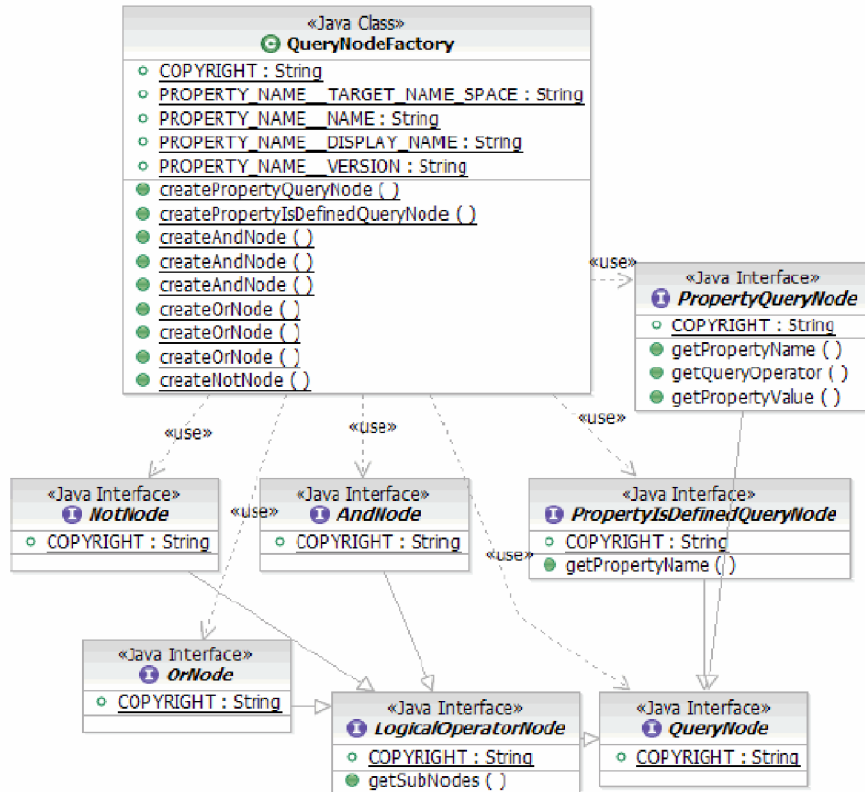 «Java Class»
C QueryNodeFactory
COPYRIGHT : String
PROPERTY_NAME__TARGET_NAME_SPACE : String
PROPERTY_NAME__NAME : String
PROPERTY_NAME__DISPLAY_NAME : String
PROPERTY_NAME__VERSION : String
createPropertyQueryNode ( )
createPropertyIsDefinedQueryNode ( )
createAndNode ( )
createAndNode ( )
createAndNode ( )
createOrNode ( )
createOrNode ( )
createOrNode ( )
createNotNode ( )
«use»
«Java Interface»
I PropertyQueryNode
COPYRIGHT : String
getPropertyName ( )
getQueryOperator ( )
getPropertyValue ( )
«use»
«use»
«use»
«Java Interface»
I NotNode
COPYRIGHT : String
«use»
«Java Interface»
I AndNode
COPYRIGHT : String
«use»
«Java Interface»
I PropertyIsDefinedQueryNode
COPYRIGHT : String
getPropertyName ( )
«Java Interface»
I OrNode
COPYRIGHT : String
«Java Interface»
I LogicalOperatorNode
COPYRIGHT : String
getSubNodes ( )
«Java Interface»
I QueryNode
COPYRIGHT : String